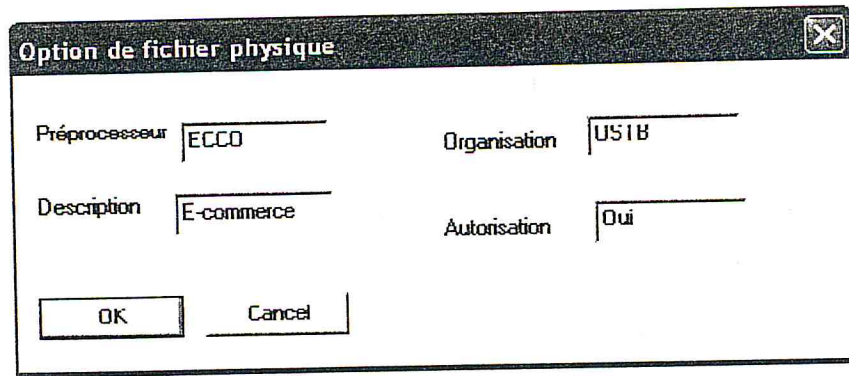 Option de fichier physique
Préprocesseur ECCO Organisation USTB
Description E-commerce Autorisation Oui
OK Cancel